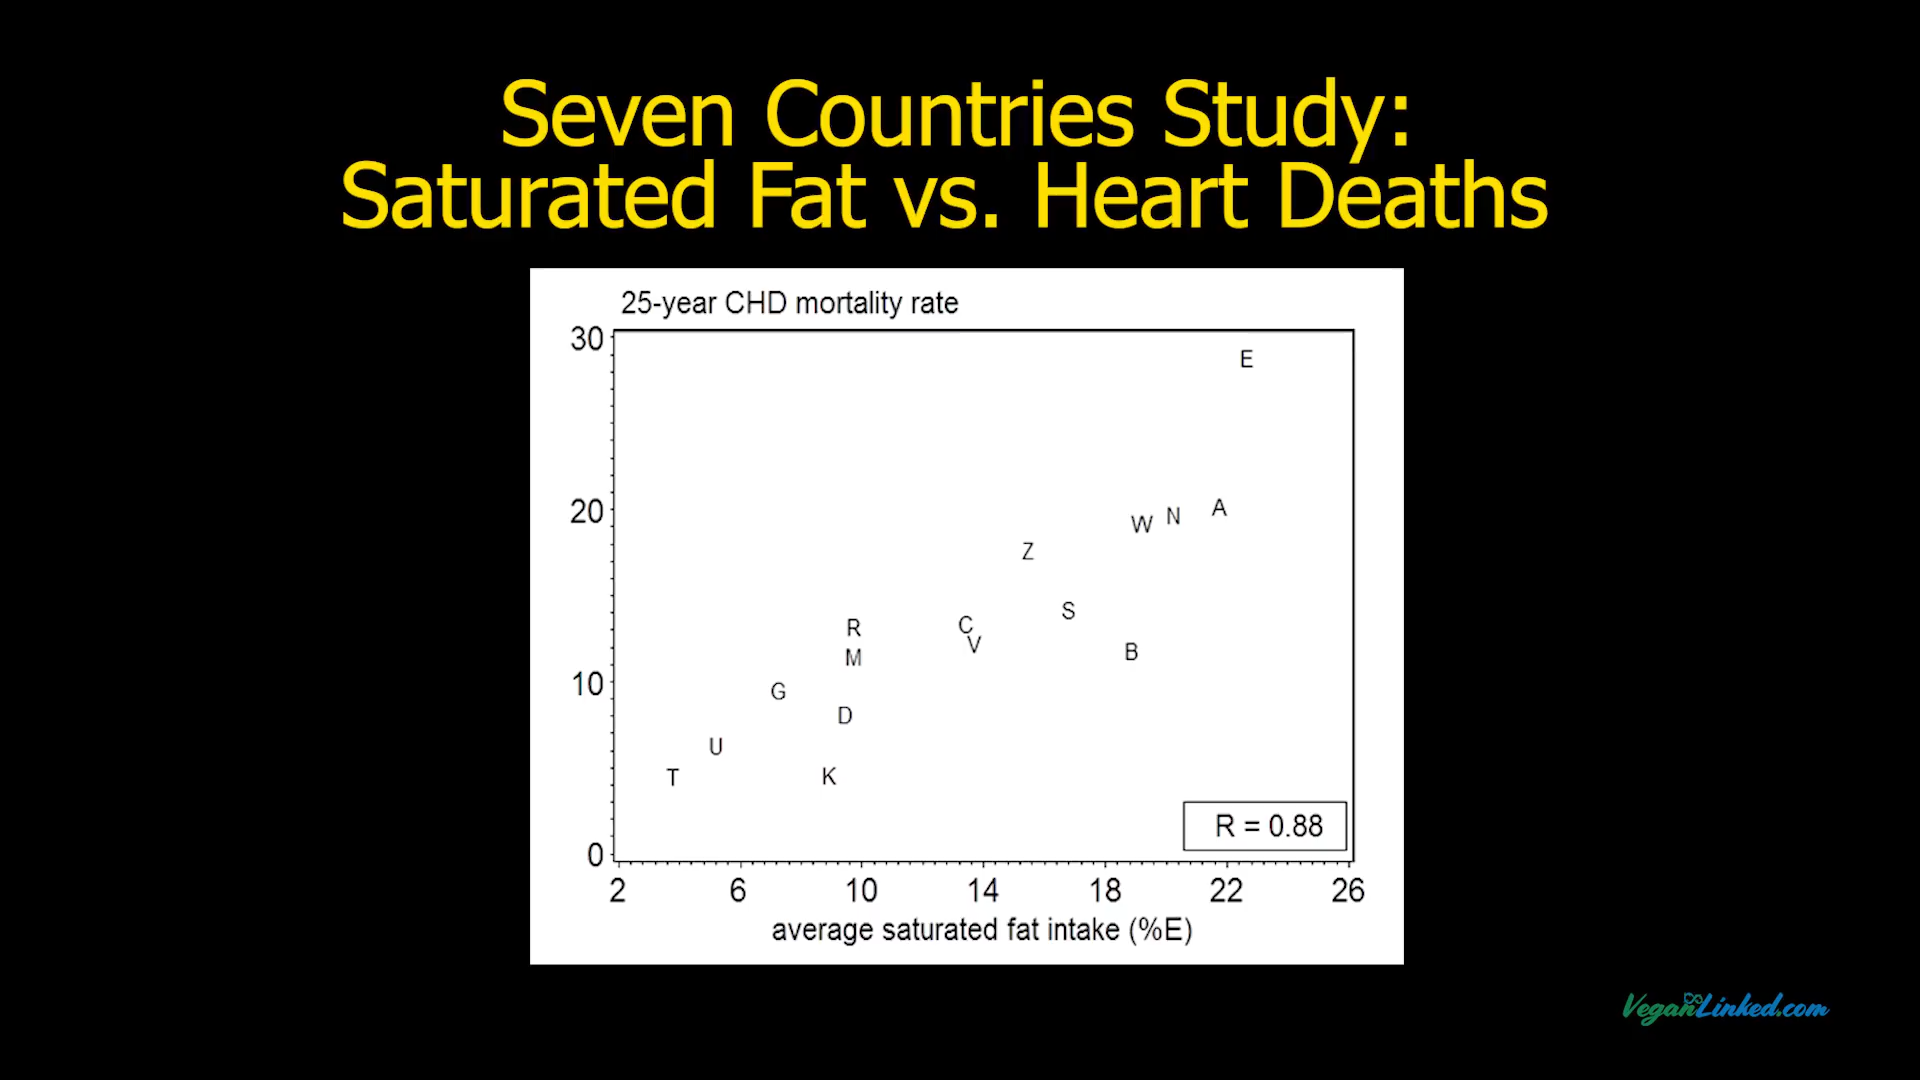 Seven Countries Study:
Saturated Fat vs. Heart Deaths
25-year CHD mortality rate
30
E
20
A
N
W
Z
S
C
R
V
B
M
10
G
D
U
T
K
R = 0.88
0
2 6 10 14 18 22 26
average saturated fat intake (%E)
VeganLinked.com